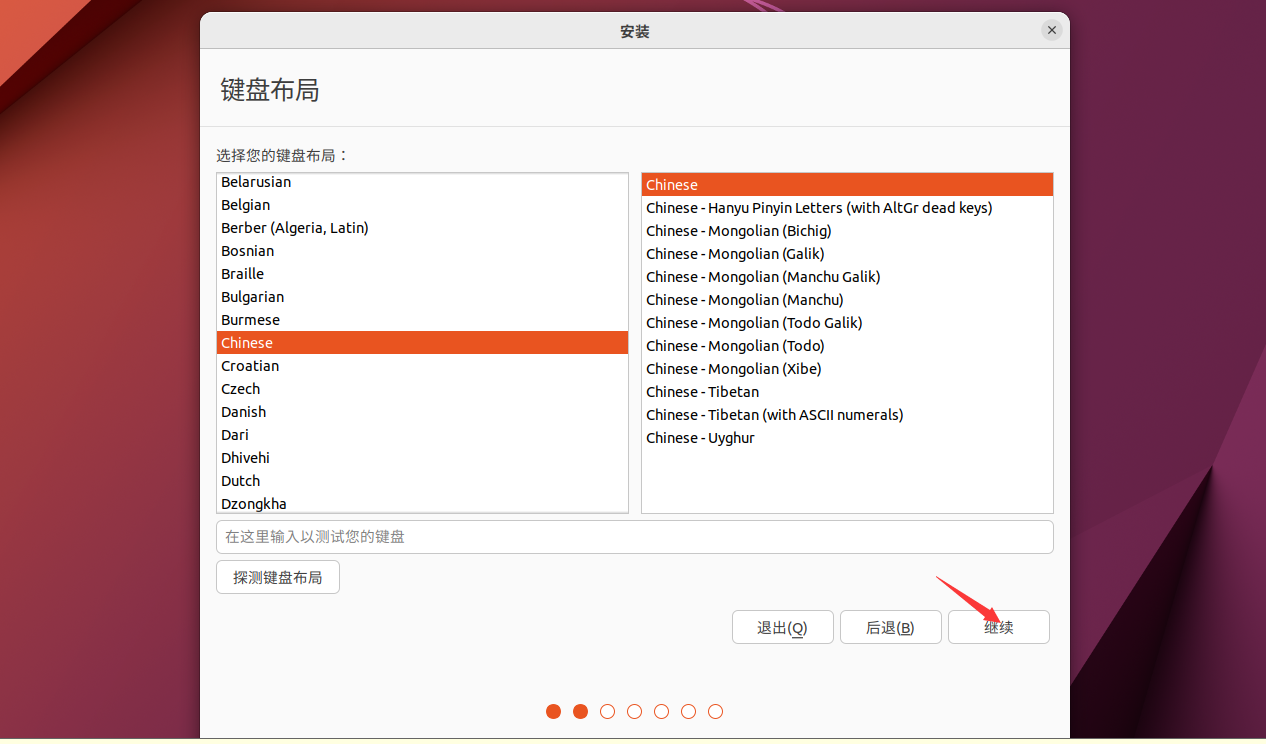 安装
键盘布局
选择您的键盘布局：
Belarusian
Belgian
Berber (Algeria, Latin)
Bosnian
Braille
Bulgarian
Burmese
Chinese
Croatian
Czech
Danish
Dari
Dhivehi
Dutch
Dzongkha
Chinese
Chinese - Hanyu Pinyin Letters (with AltGr dead keys)
Chinese - Mongolian (Bichig)
Chinese - Mongolian (Galik)
Chinese - Mongolian (Manchu Galik)
Chinese - Mongolian (Manchu)
Chinese - Mongolian (Todo Galik)
Chinese - Mongolian (Todo)
Chinese - Mongolian (Xibe)
Chinese - Tibetan
Chinese - Tibetan (with ASCII numerals)
Chinese - Uyghur
在这里输入以测试您的键盘
探测键盘布局
退出(Q) 后退(B) 继续